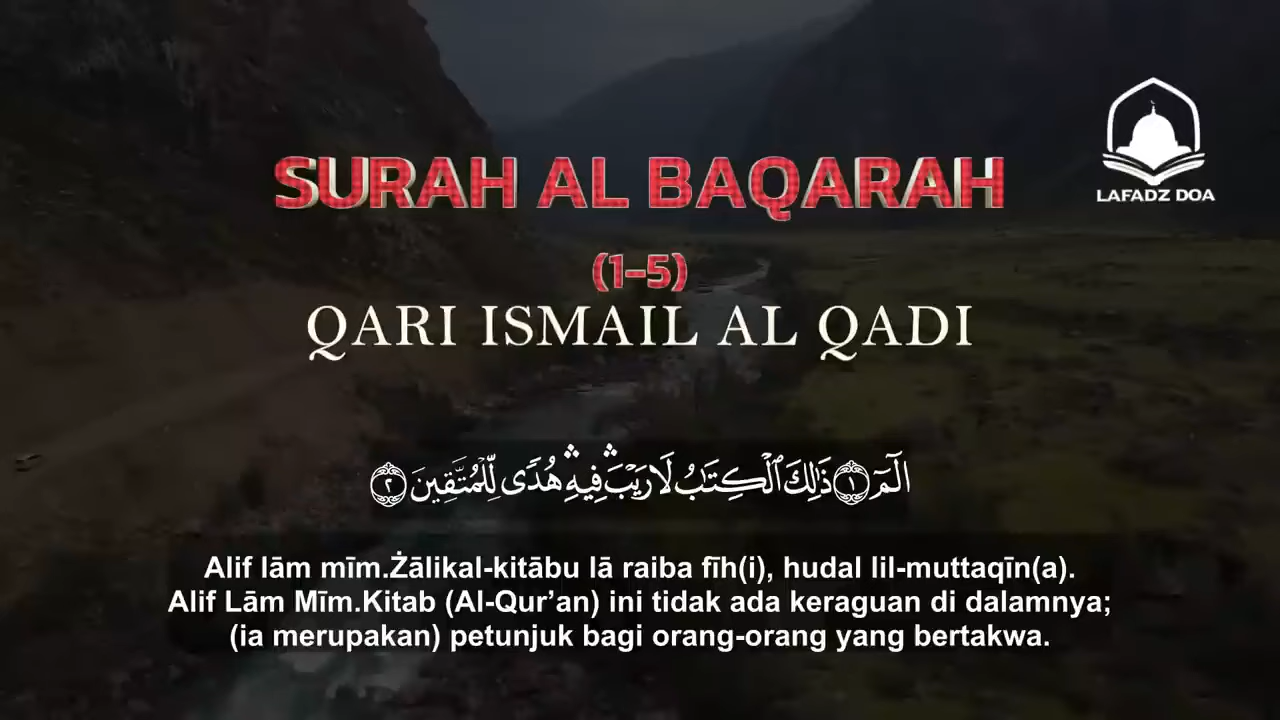 SURAH AL BAQARAH
LAFADZ DOA
(1–5)
QARI ISMAIL AL QADI
الٓمٓ ۝١ ذَٰلِكَ ٱلْكِتَٰبُ لَا رَيْبَ ۛ فِيهِ ۛ هُدًى لِّلْمُتَّقِينَ ۝٢
Alif lām mīm.Żālikal-kitābu lā raiba fīh(i), hudal lil-muttaqīn(a).
Alif Lām Mīm.Kitab (Al-Qur’an) ini tidak ada keraguan di dalamnya;
(ia merupakan) petunjuk bagi orang-orang yang bertakwa.